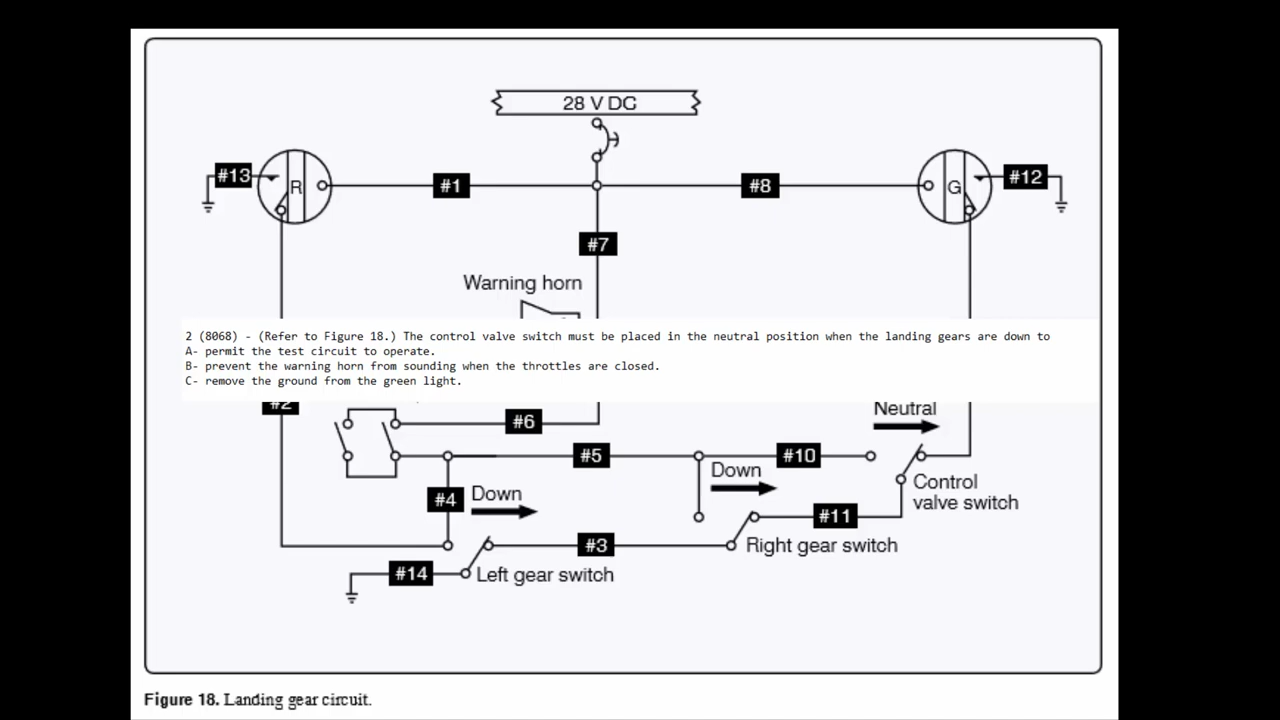 28 V DC
#13
R
#1
#8
G
#12
#7
Warning horn
2 (8068) - (Refer to Figure 18.) The control valve switch must be placed in the neutral position when the landing gears are down to
A- permit the test circuit to operate.
B- prevent the warning horn from sounding when the throttles are closed.
C- remove the ground from the green light.
#2
Neutral
#6
#5
#10
Down
Control
valve switch
#4
Down
#11
#3
Right gear switch
#14
Left gear switch
Figure 18. Landing gear circuit.